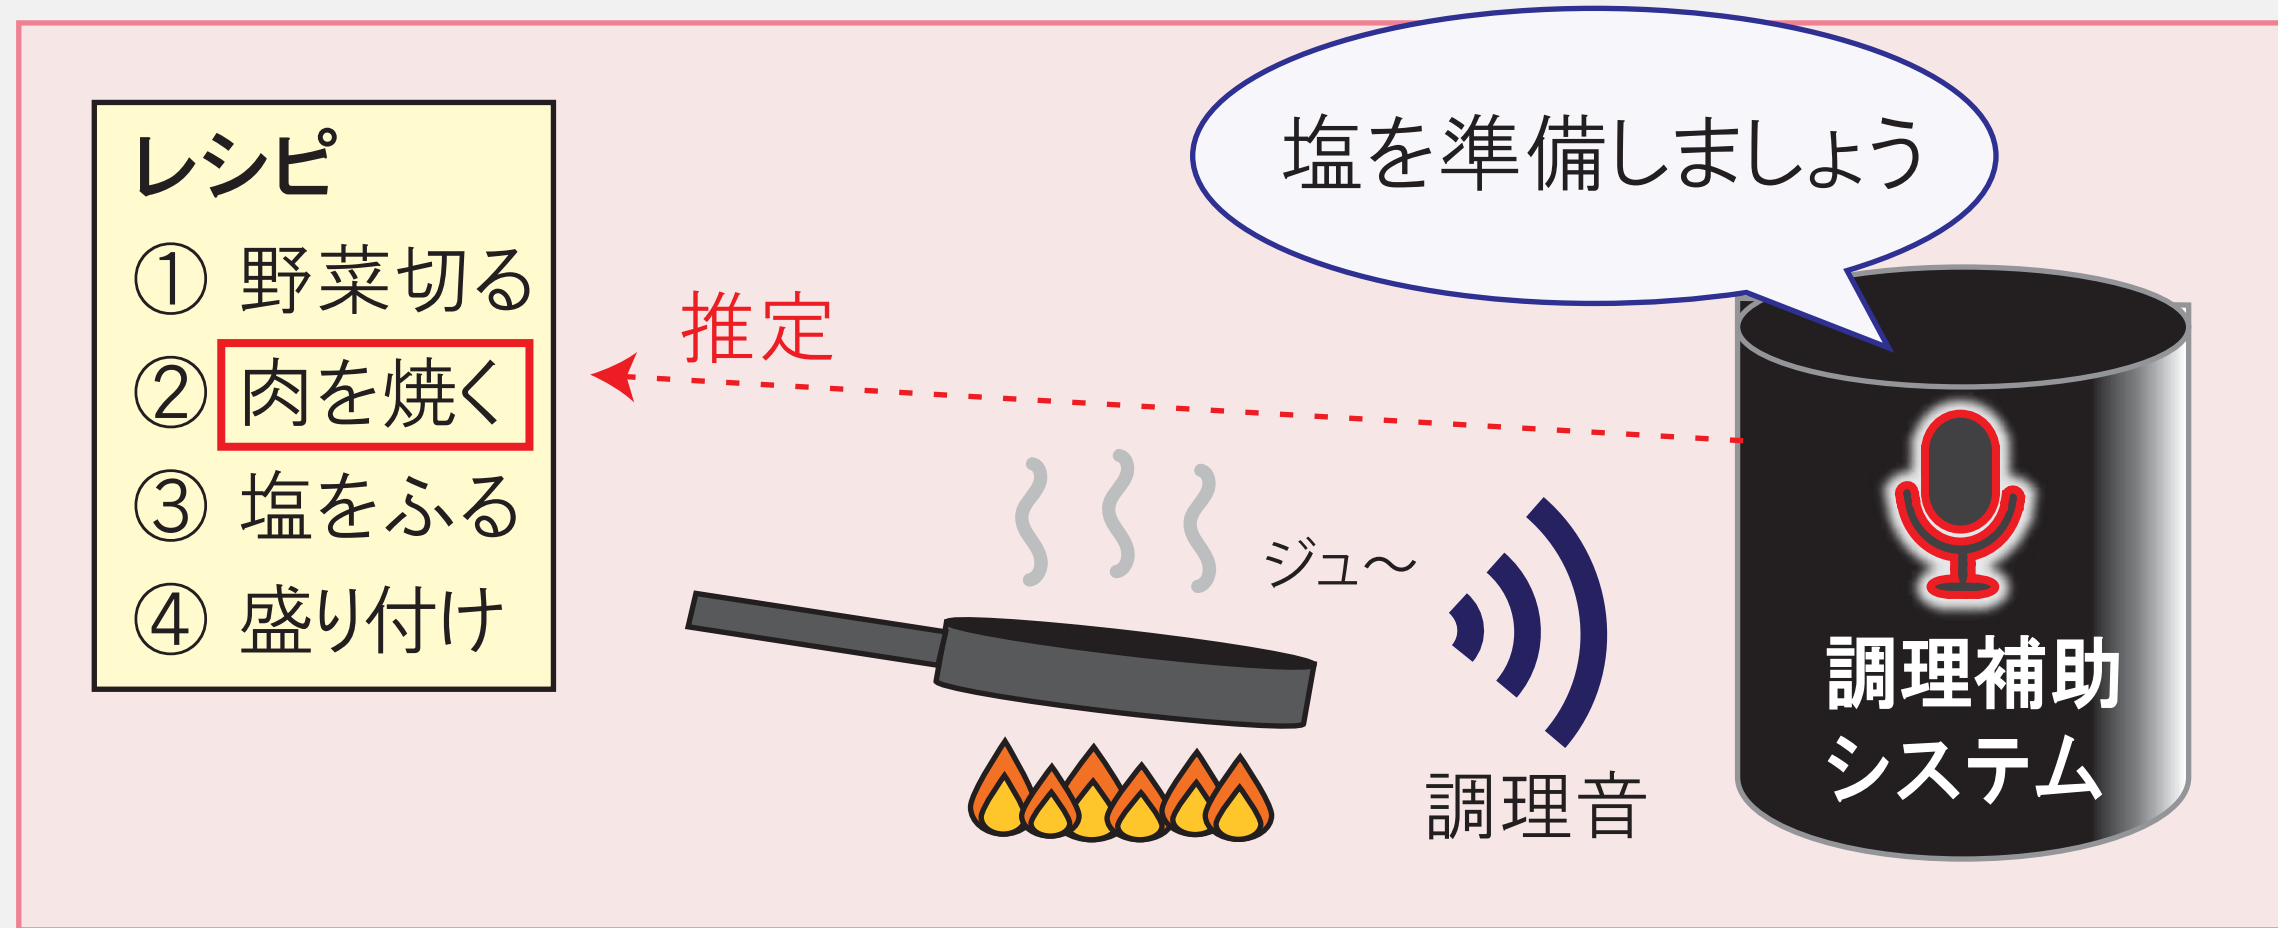 レシピ
① 野菜切る
② 肉を焼く
③ 塩をふる
④ 盛り付け
推定
塩を準備しましょう
ジュ〜
調理音
調理補助
システム